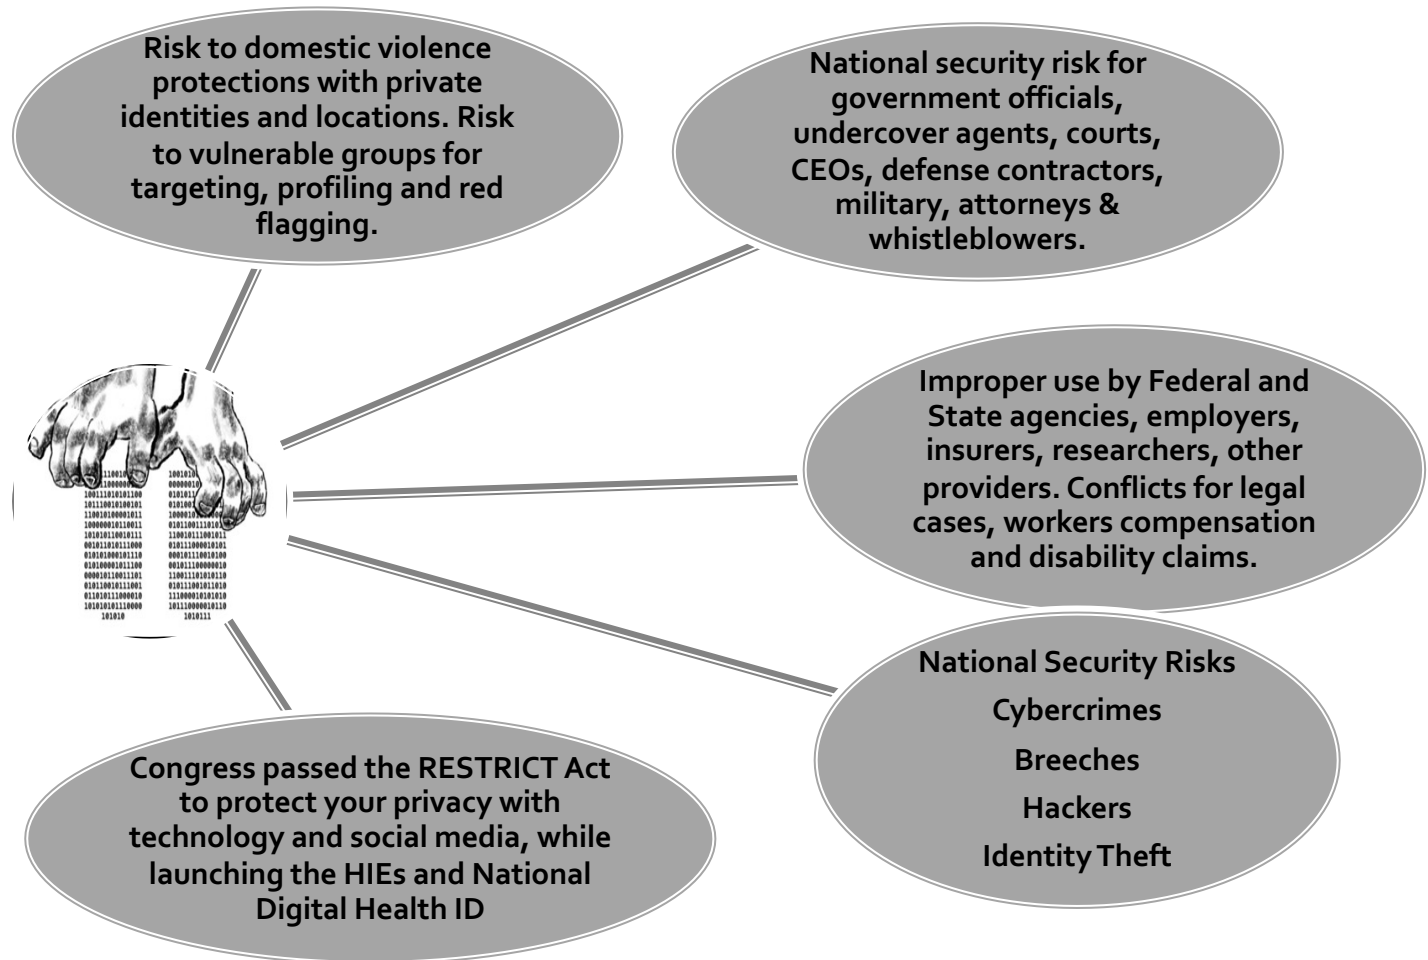 Risk to domestic violence
protections with private
identities and locations. Risk
to vulnerable groups for
targeting, profiling and red
flagging.
National security risk for
government officials,
undercover agents, courts,
CEOs, defense contractors,
military, attorneys &
whistleblowers.
Improper use by Federal and
State agencies, employers,
insurers, researchers, other
providers. Conflicts for legal
cases, workers compensation
and disability claims.
National Security Risks
Cybercrimes
Breeches
Hackers
Identity Theft
Congress passed the RESTRICT Act
to protect your privacy with
technology and social media, while
launching the HIEs and National
Digital Health ID
101010
1010111